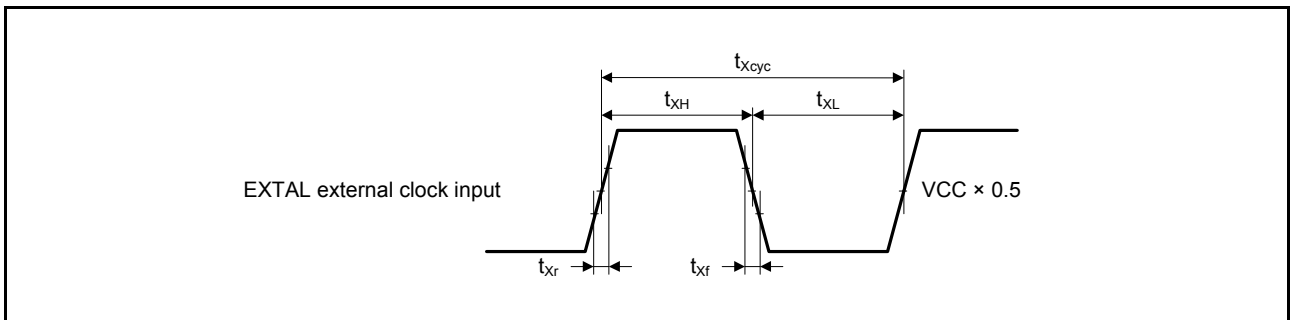 tXcyc
tXH
tXL
EXTAL external clock input
VCC × 0.5
tXr
tXf